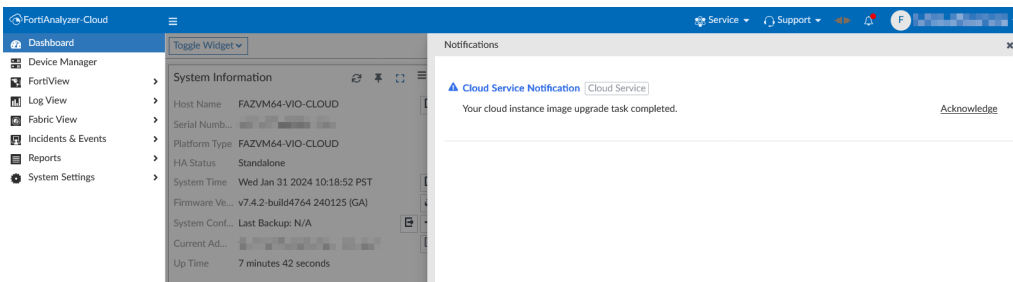 FortiAnalyzer-Cloud
Service
Support
F
Dashboard
Device Manager
FortiView
Log View
Fabric View
Incidents & Events
Reports
System Settings
Toggle Widget
System Information
Host Name FAZVM64-VIO-CLOUD
Serial Numb...
Platform Type FAZVM64-VIO-CLOUD
HA Status Standalone
System Time Wed Jan 31 2024 10:18:52 PST
Firmware Ve... v7.4.2-build4764 240125 (GA)
System Conf... Last Backup: N/A
Current Ad...
Up Time 7 minutes 42 seconds
Notifications
Cloud Service Notification Cloud Service
Your cloud instance image upgrade task completed. Acknowledge